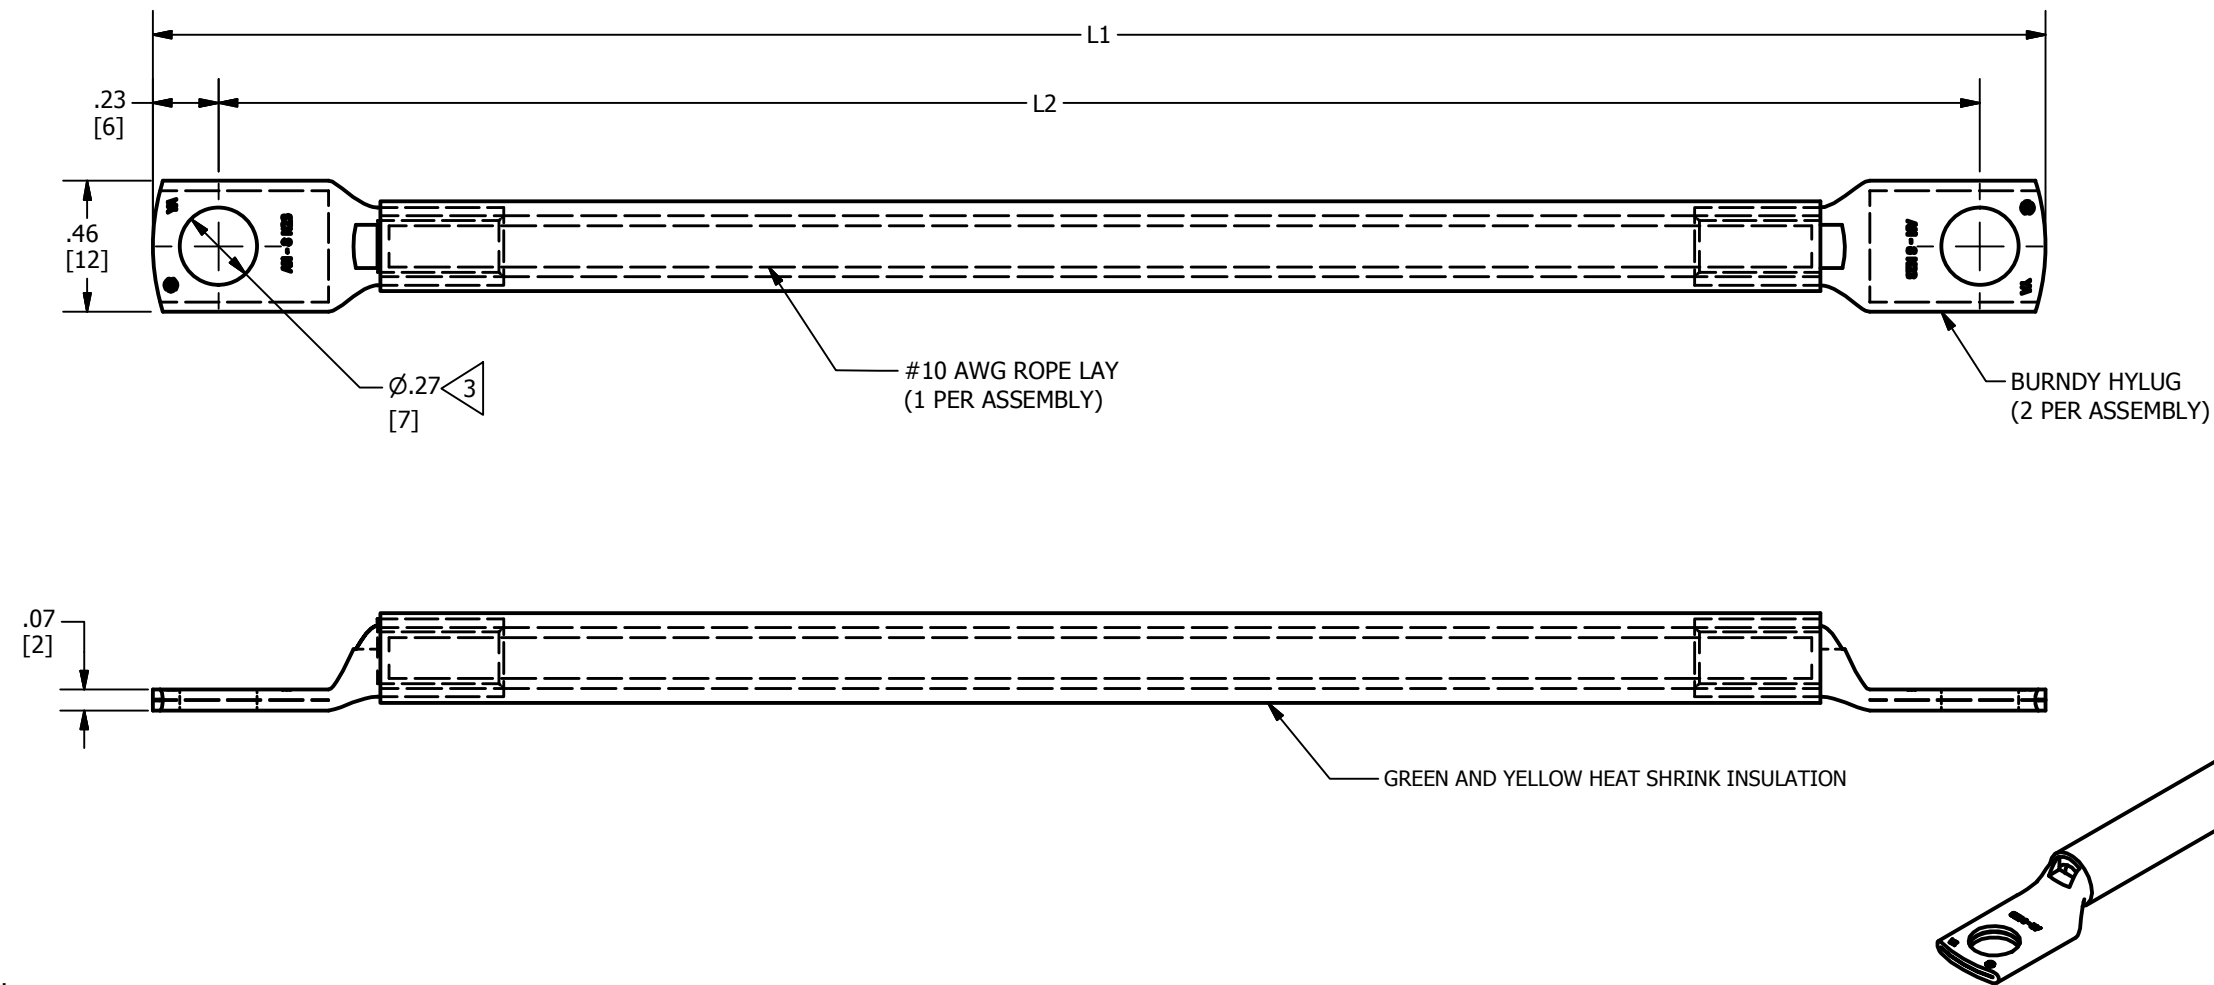 L1
.23
[6]
L2
.46
[12]
Ø.27 3
[7]
#10 AWG ROPE LAY
(1 PER ASSEMBLY)
BURNDY HYLUG
(2 PER ASSEMBLY)
.07
[2]
GREEN AND YELLOW HEAT SHRINK INSULATION